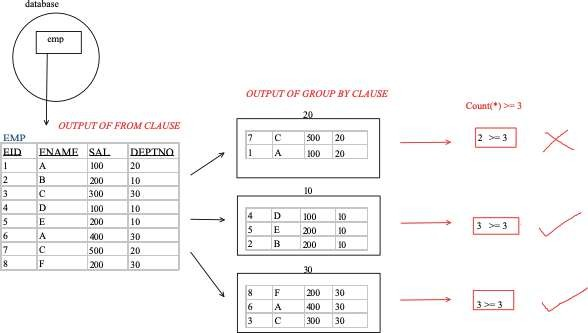 database
emp
OUTPUT OF GROUP BY CLAUSE
Count(*) >= 3
OUTPUT OF FROM CLAUSE
EMP
EID ENAME SAL DEPTNO
1 A 100 20
2 B 200 10
3 C 300 30
4 D 100 10
5 E 200 10
6 A 400 30
7 C 500 20
8 F 200 30
20
7 C 500 20
1 A 100 20
2 >= 3
10
4 D 100 10
5 E 200 10
2 B 200 10
3 >= 3
30
8 F 200 30
6 A 400 30
3 C 300 30
3 >= 3